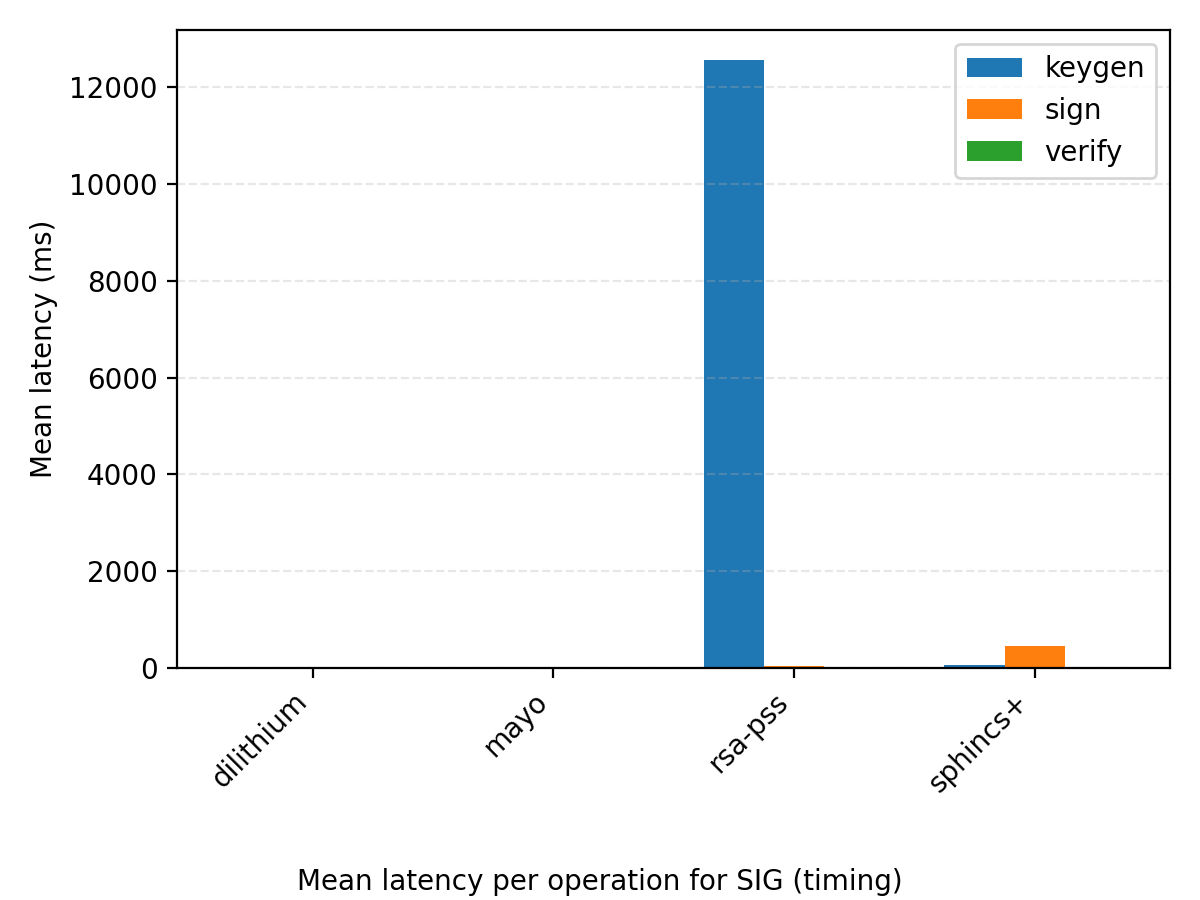 12000
10000
8000
6000
4000
2000
0
Mean latency (ms)
keygen
sign
verify
dilithium
mayo
rsa-pss
sphincs+
Mean latency per operation for SIG (timing)